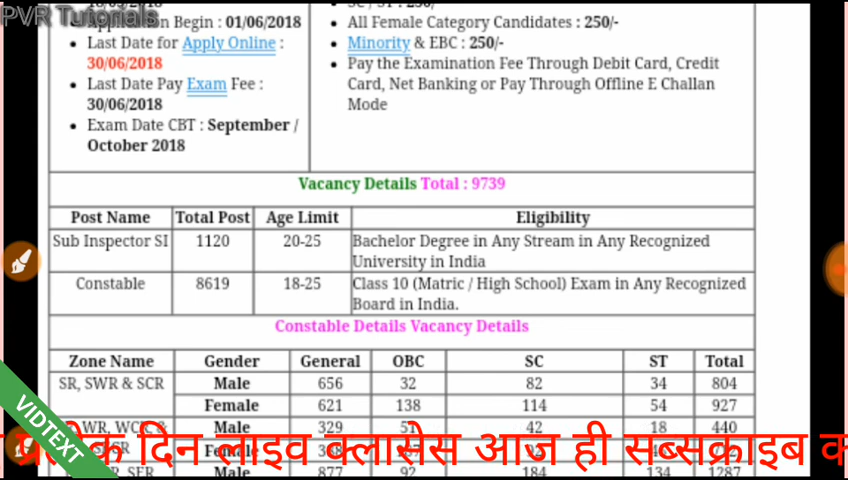 PVR Tutorials
Application Begin : 01/06/2018
Last Date for Apply Online :
30/06/2018
Last Date Pay Exam Fee :
30/06/2018
Exam Date CBT : September /
October 2018
All Female Category Candidates : 250/-
Minority & EBC : 250/-
Pay the Examination Fee Through Debit Card, Credit
Card, Net Banking or Pay Through Offline E Challan
Mode
Vacancy Details Total : 9739
Post Name Total Post Age Limit Eligibility
Sub Inspector SI 1120 20-25 Bachelor Degree in Any Stream in Any Recognized
University in India
Constable 8619 18-25 Class 10 (Matric / High School) Exam in Any Recognized
Board in India.
Constable Details Vacancy Details
Zone Name Gender General OBC SC ST Total
SR, SWR & SCR Male 656 32 82 34 804
Female 621 138 114 54 927
Male 329 51 42 18 440
Male 877 92 184 134 1287
प्रत्येक दिन लाइव क्लासेस आज ही सब्सक्राइब
VIDTEXT